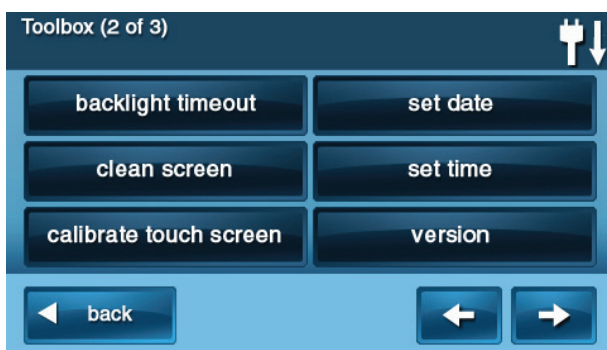 Toolbox (2 of 3)
backlight timeout
set date
clean screen
set time
calibrate touch screen
version
back